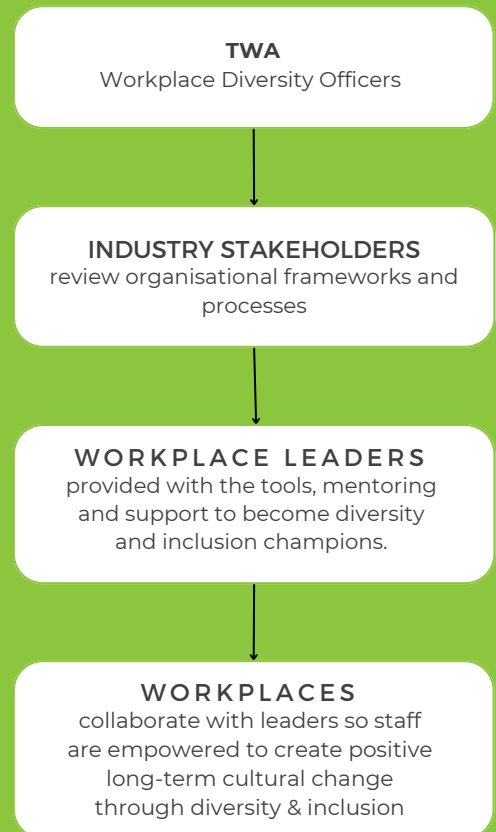 TWA
Workplace Diversity Officers
INDUSTRY STAKEHOLDERS
review organisational frameworks and
processes
WORKPLACE LEADERS
provided with the tools, mentoring
and support to become diversity
and inclusion champions.
WORKPLACES
collaborate with leaders so staff
are empowered to create positive
long-term cultural change
through diversity & inclusion